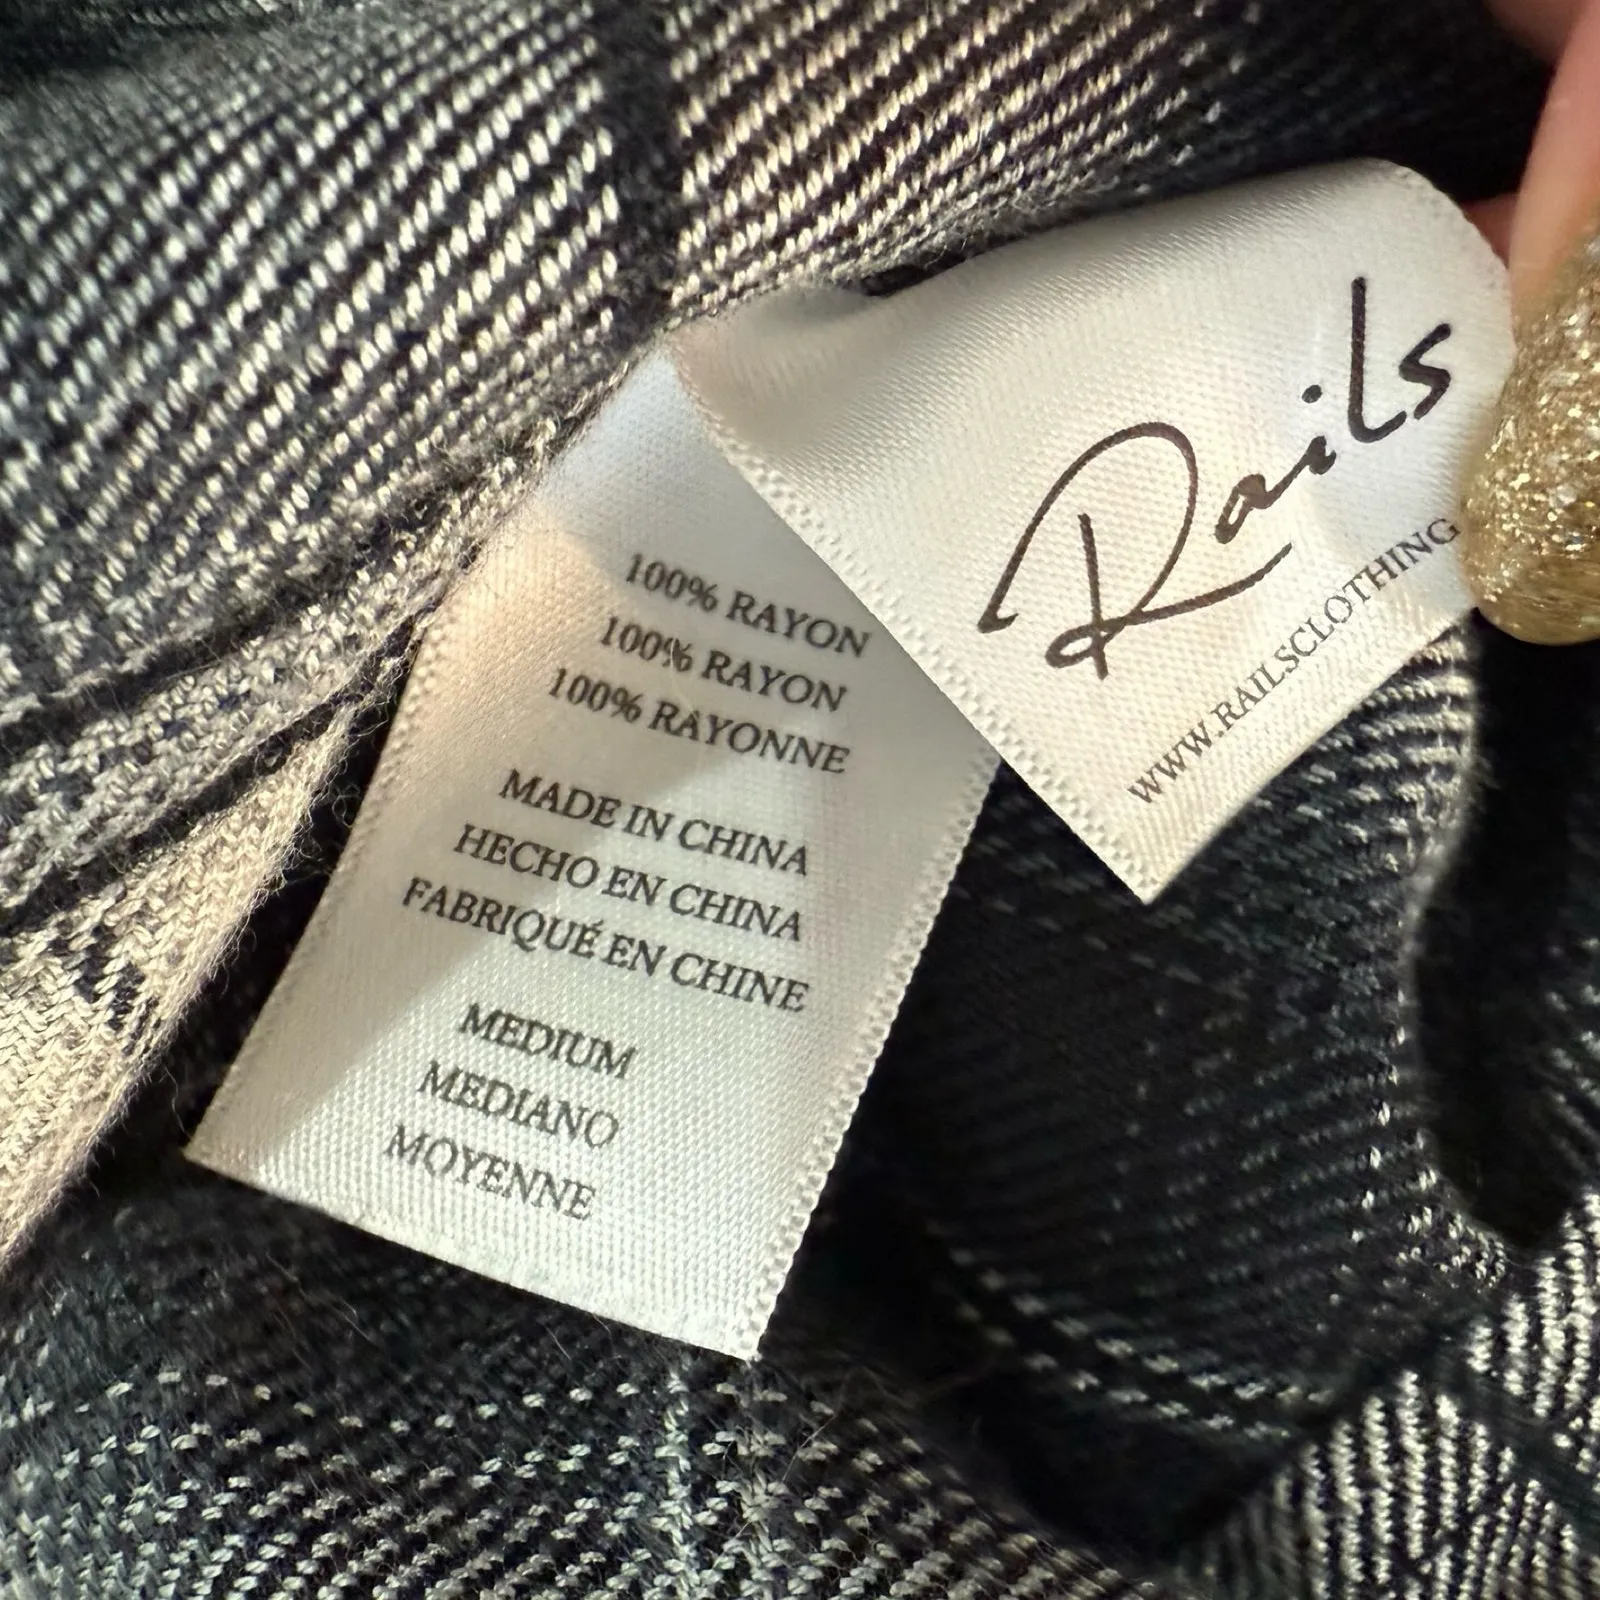 Rails
WWW.RAILSCLOTHING
100% RAYON
100% RAYON
100% RAYONNE
MADE IN CHINA
HECHO EN CHINA
FABRIQUÉ EN CHINE
MEDIUM
MEDIANO
MOYENNE